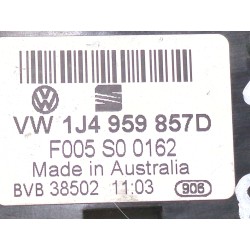 VW 1J4 959 857D
F005 S0 0162
Made in Australia
BVB 38502 11:03 906